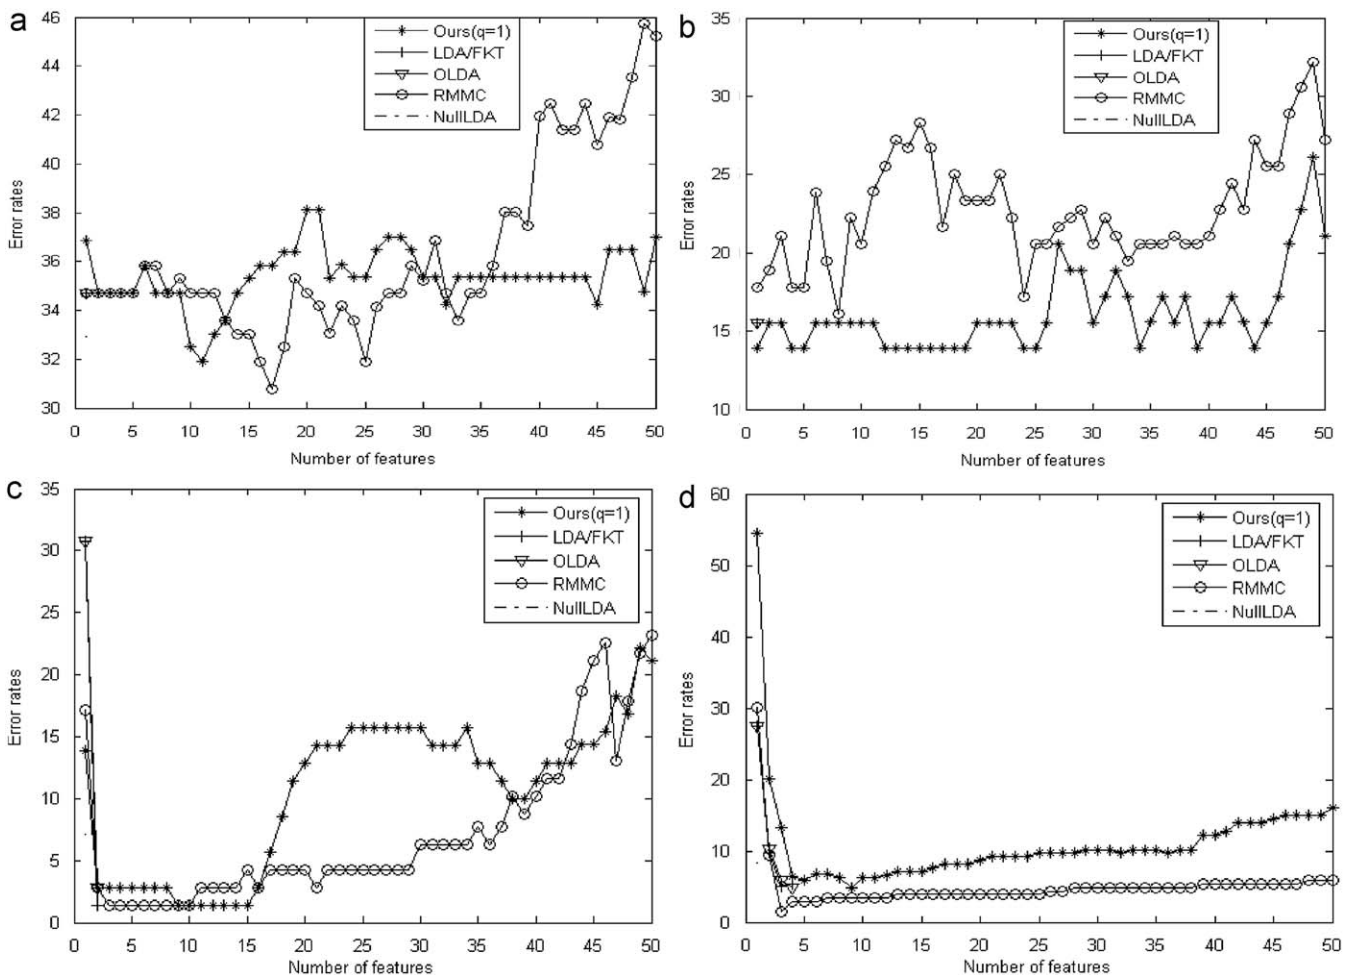 a
46
44
42
40
38
36
34
32
30
Error rates
0 5 10 15 20 25 30 35 40 45 50
Number of features
Ours(q=1)
LDA/FKT
OLDA
RMMC
NullLDA
b
35
30
25
20
15
10
Error rates
0 5 10 15 20 25 30 35 40 45 50
Number of features
Ours(q=1)
LDA/FKT
OLDA
RMMC
NullLDA
c
35
30
25
20
15
10
5
0
Error rates
0 5 10 15 20 25 30 35 40 45 50
Number of features
Ours(q=1)
LDA/FKT
OLDA
RMMC
NullLDA
d
60
50
40
30
20
10
0
Error rates
0 5 10 15 20 25 30 35 40 45 50
Number of features
Ours(q=1)
LDA/FKT
OLDA
RMMC
NullLDA